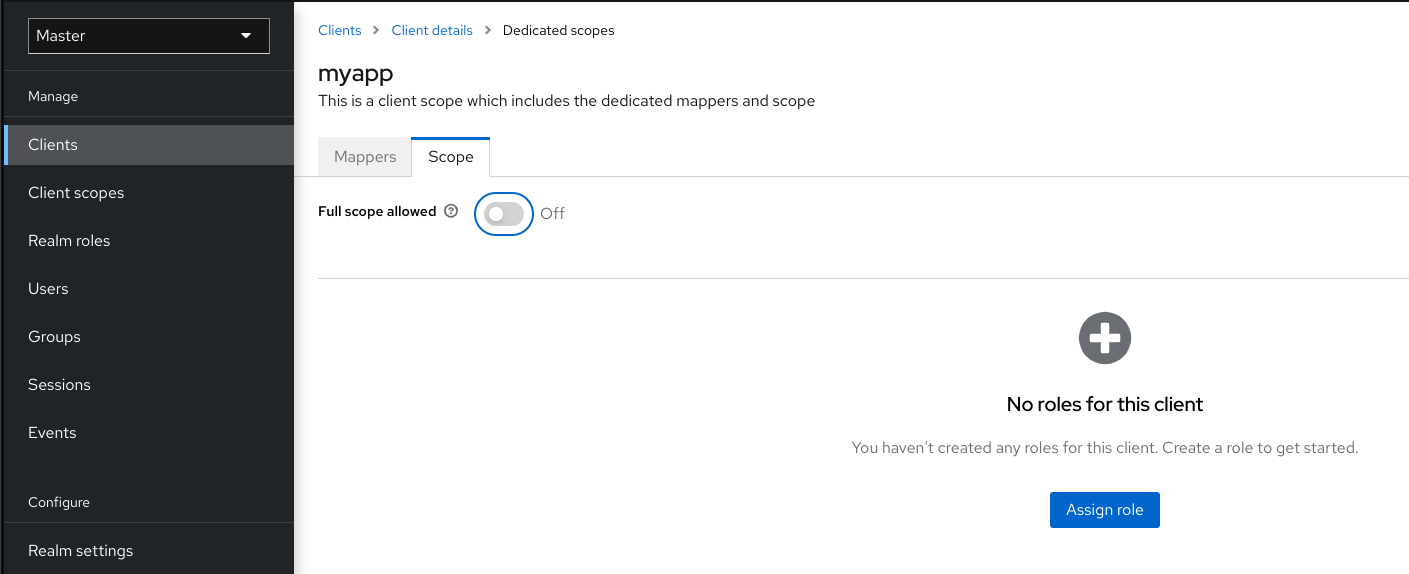 Master
Manage
Clients
Client scopes
Realm roles
Users
Groups
Sessions
Events
Configure
Realm settings
Clients > Client details > Dedicated scopes
myapp
This is a client scope which includes the dedicated mappers and scope
Mappers Scope
Full scope allowed ? Off
No roles for this client
You haven't created any roles for this client. Create a role to get started.
Assign role